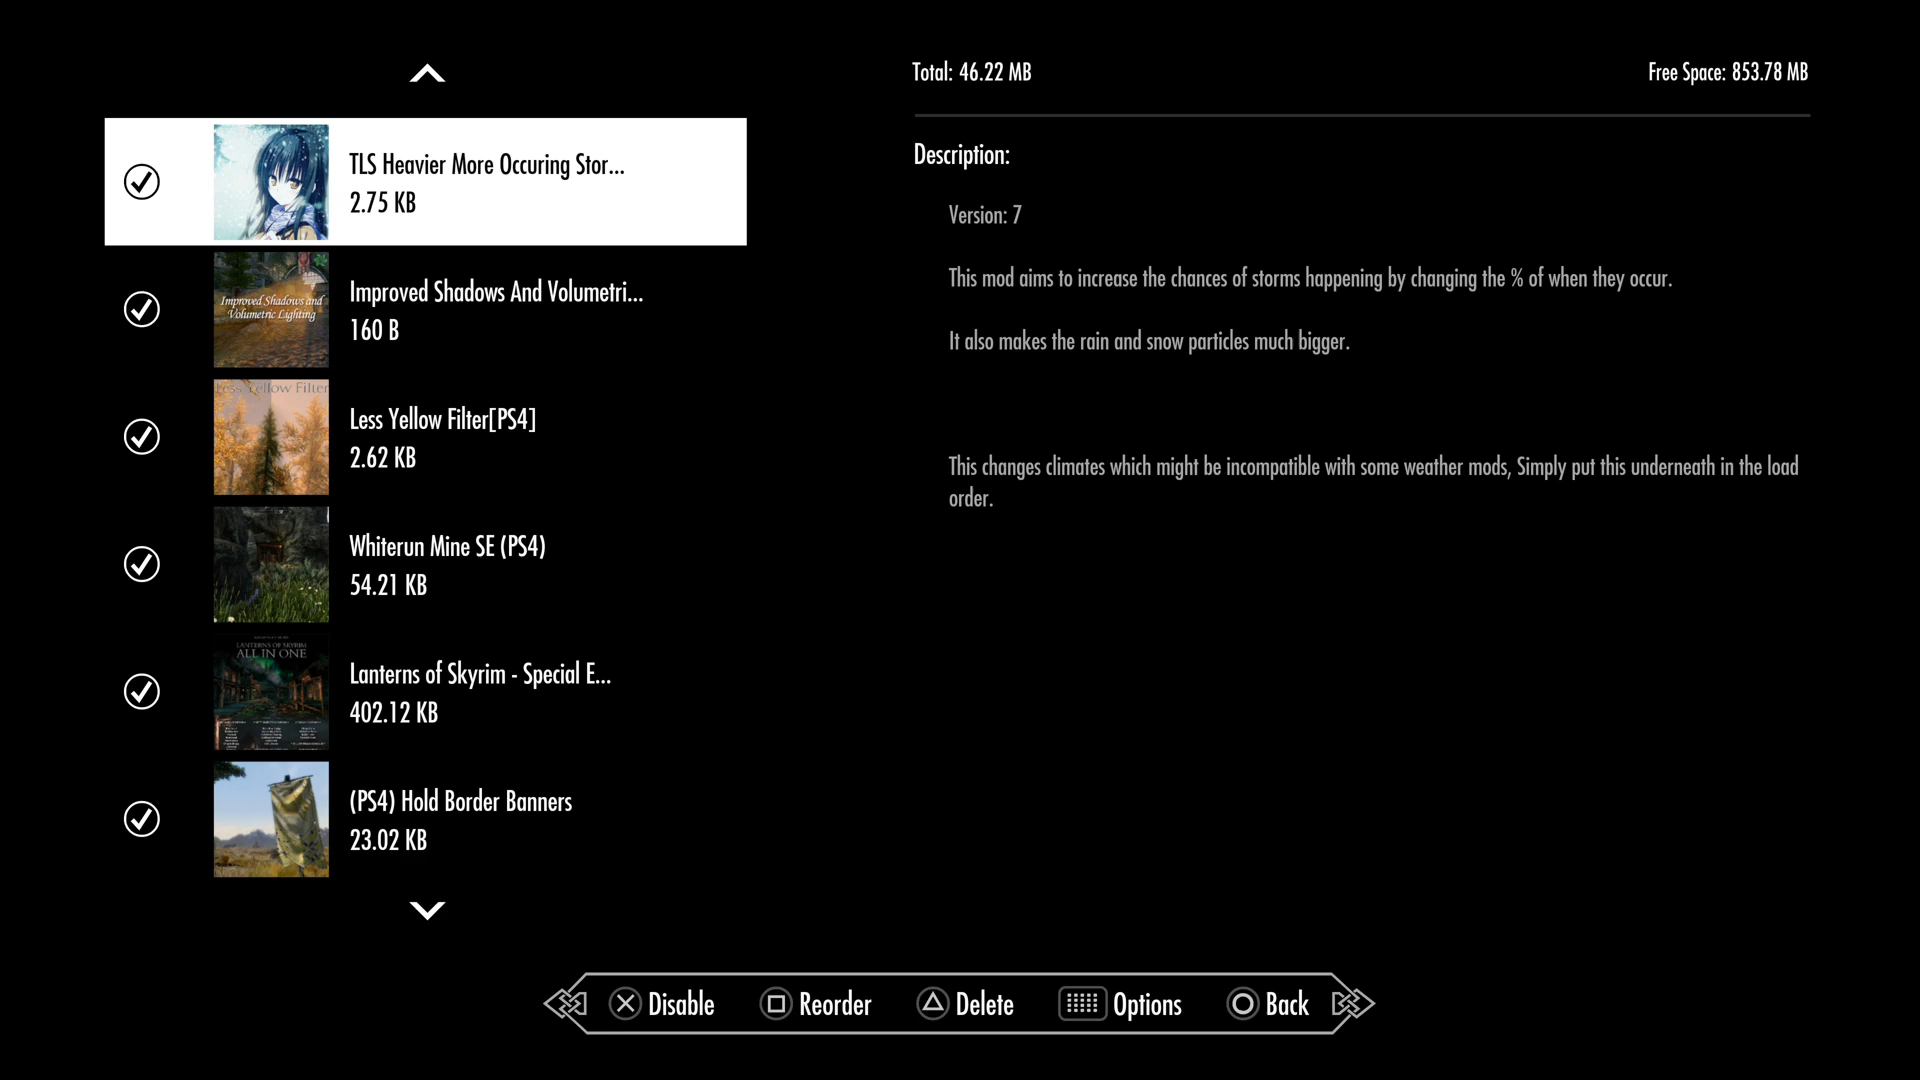 Total: 46.22 MB
Free Space: 853.78 MB
TLS Heavier More Occuring Stor...
2.75 KB
Improved Shadows and
Volumetric Lighting
Improved Shadows And Volumetri...
160 B
Less Yellow Filter
Less Yellow Filter[PS4]
2.62 KB
Whiterun Mine SE (PS4)
54.21 KB
LANTERNS OF SKYRIM
ALL IN ONE
Lanterns of Skyrim - Special E...
402.12 KB
(PS4) Hold Border Banners
23.02 KB
Description:
Version: 7
This mod aims to increase the chances of storms happening by changing the % of when they occur.
It also makes the rain and snow particles much bigger.
This changes climates which might be incompatible with some weather mods, Simply put this underneath in the load
order.
Disable
Reorder
Delete
Options
Back